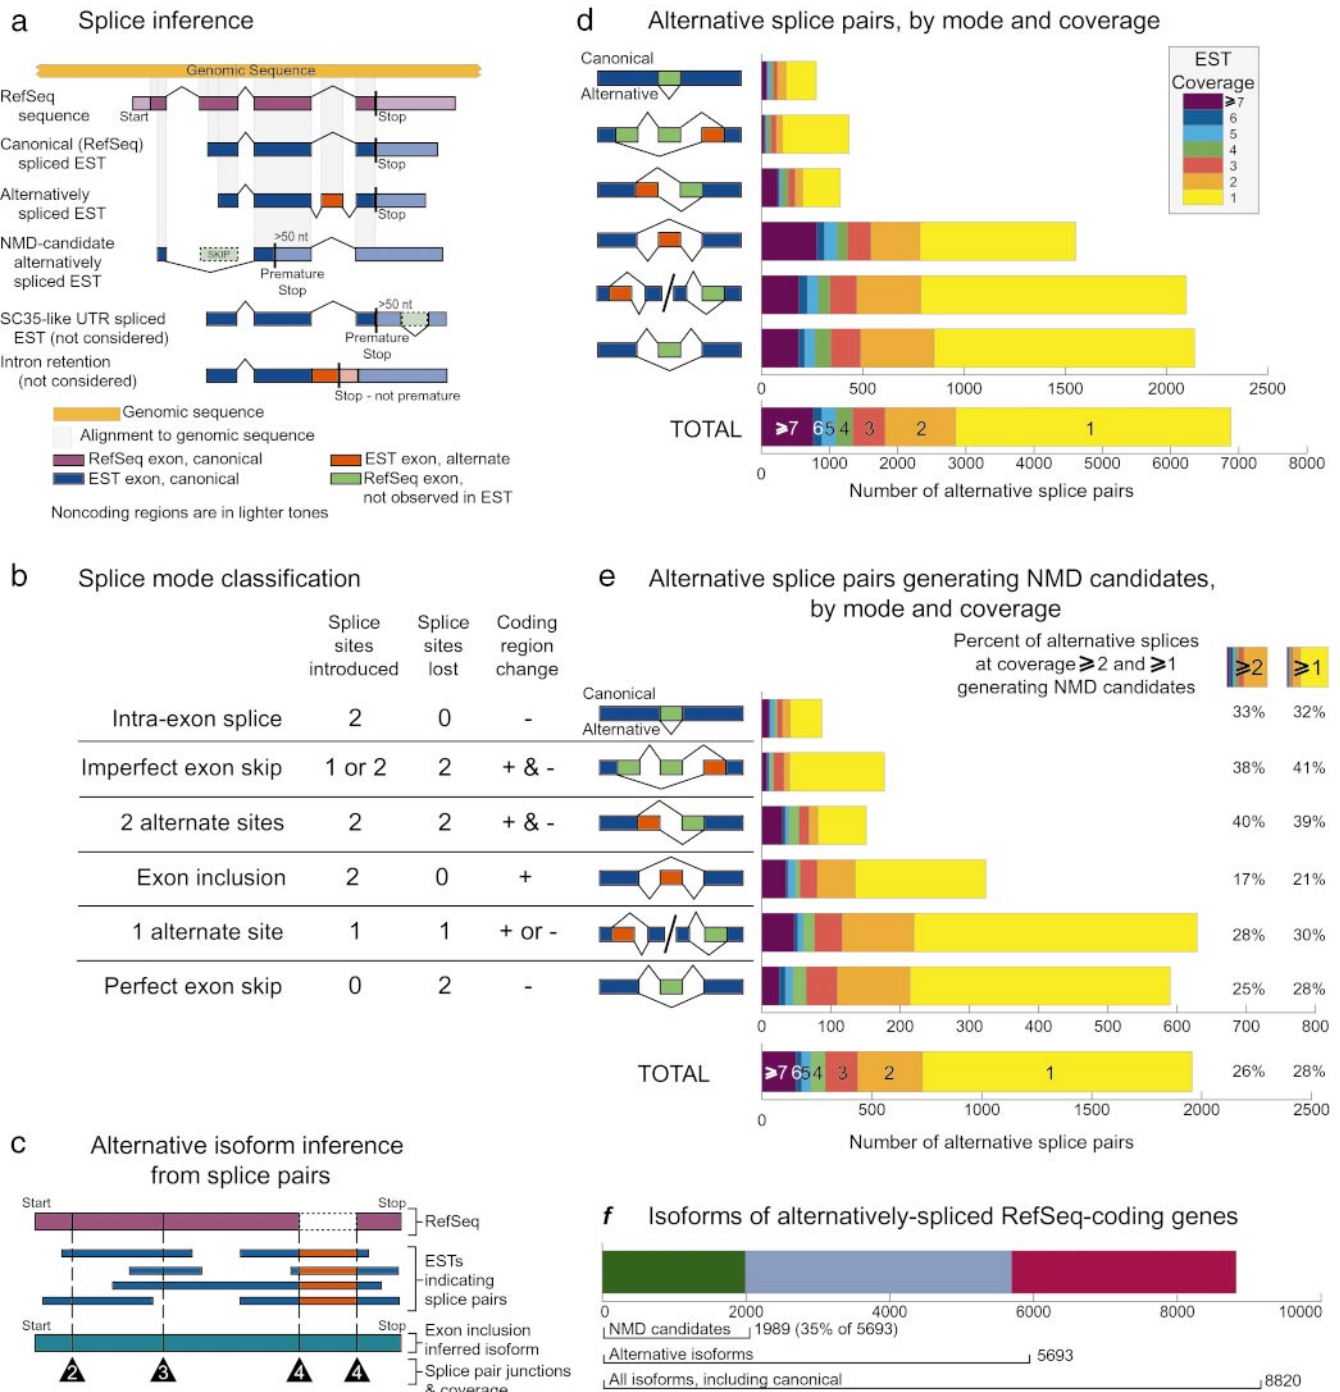 a Splice inference
Genomic Sequence
RefSeq
sequence
Start
Stop
Canonical (RefSeq)
spliced EST
Stop
Alternatively
spliced EST
Stop
NMD-candidate
alternatively
spliced EST
SKIP
>50 nt
Premature
Stop
SC35-like UTR spliced
EST (not considered)
>50 nt
Premature
Stop
Intron retention
(not considered)
Stop - not premature
Genomic sequence
Alignment to genomic sequence
RefSeq exon, canonical
EST exon, canonical
EST exon, alternate
RefSeq exon,
not observed in EST
Noncoding regions are in lighter tones
b Splice mode classification
Splice
sites
introduced
Splice
sites
lost
Coding
region
change
Intra-exon splice 2 0 -
Imperfect exon skip 1 or 2 2 + & -
2 alternate sites 2 2 + & -
Exon inclusion 2 0 +
1 alternate site 1 1 + or -
Perfect exon skip 0 2 -
c Alternative isoform inference
from splice pairs
Start
Stop
RefSeq
ESTs
indicating
splice pairs
Start
Stop
Exon inclusion
inferred isoform
2 3 4 4
Splice pair junctions
& coverage
d Alternative splice pairs, by mode and coverage
Canonical
Alternative
EST
Coverage
⩾7
6
5
4
3
2
1
0 500 1000 1500 2000 2500
TOTAL
⩾7 6 5 4 3 2 1
0 1000 2000 3000 4000 5000 6000 7000 8000
Number of alternative splice pairs
e Alternative splice pairs generating NMD candidates,
by mode and coverage
Percent of alternative splices
at coverage ⩾2 and ⩾1
generating NMD candidates
⩾2 ⩾1
Canonical
Alternative
33% 32%
38% 41%
40% 39%
17% 21%
28% 30%
25% 28%
0 100 200 300 400 500 600 700 800
TOTAL
⩾7 6 5 4 3 2 1
26% 28%
0 500 1000 1500 2000 2500
Number of alternative splice pairs
f Isoforms of alternatively-spliced RefSeq-coding genes
0 2000 4000 6000 8000 10000
NMD candidates 1989 (35% of 5693)
Alternative isoforms 5693
All isoforms, including canonical 8820